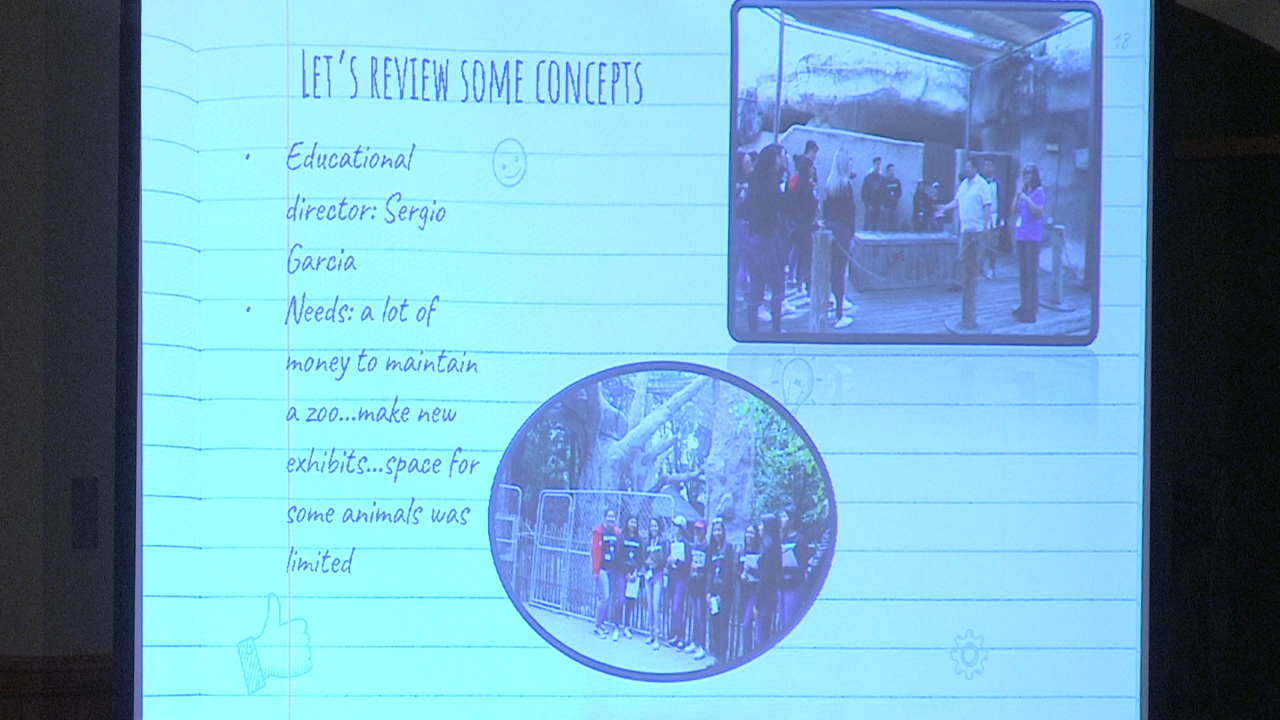 LET'S REVIEW SOME CONCEPTS
18
• Educational
director: Sergio
Garcia
• Needs: a lot of
money to maintain
a zoo...make new
exhibits...space for
some animals was
limited